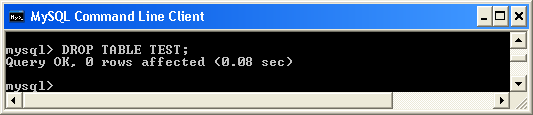 MySQL Command Line Client
mysql> DROP TABLE TEST;
Query OK, 0 rows affected (0.08 sec)
mysql>